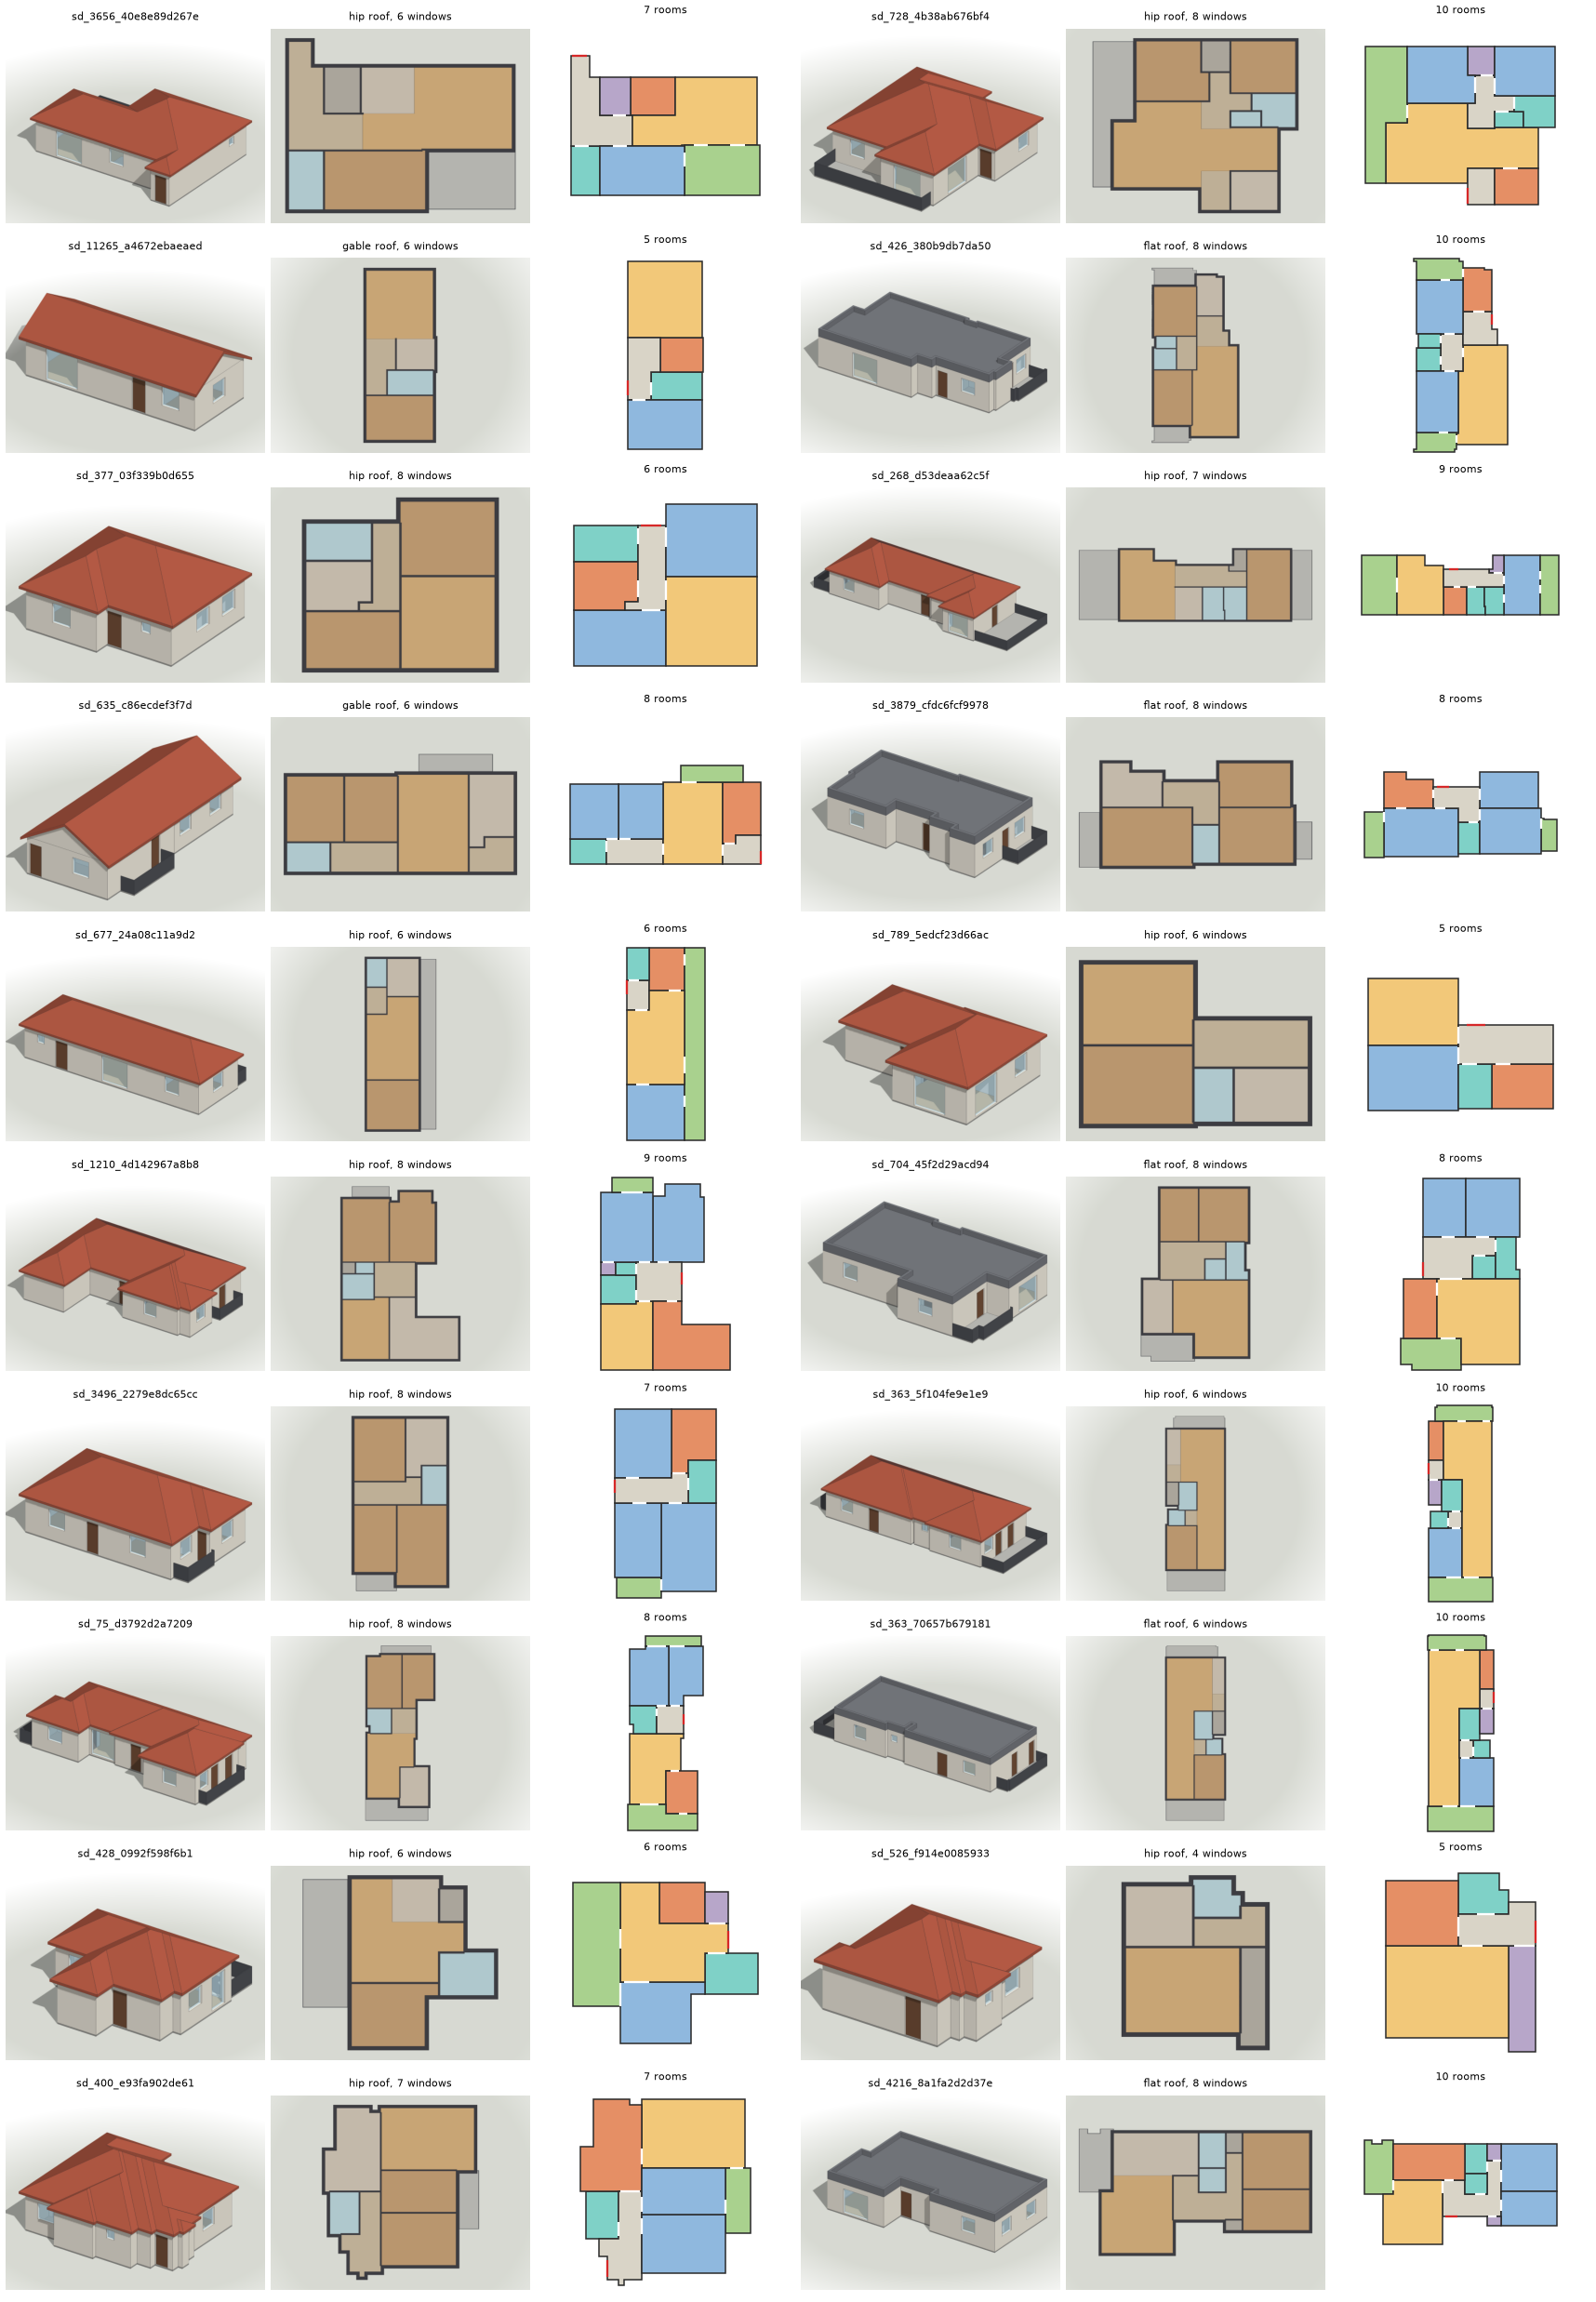 sd_3656_40e8e89d267e hip roof, 6 windows 7 rooms sd_728_4b38ab676bf4 hip roof, 8 windows 10 rooms
sd_11265_a4672ebaeaed gable roof, 6 windows 5 rooms sd_426_380b9db7da50 flat roof, 8 windows 10 rooms
sd_377_03f339b0d655 hip roof, 8 windows 6 rooms sd_268_d53deaa62c5f hip roof, 7 windows 9 rooms
sd_635_c86ecdef3f7d gable roof, 6 windows 8 rooms sd_3879_cfdc6fcf9978 flat roof, 8 windows 8 rooms
sd_677_24a08c11a9d2 hip roof, 6 windows 6 rooms sd_789_5edcf23d66ac hip roof, 6 windows 5 rooms
sd_1210_4d142967a8b8 hip roof, 8 windows 9 rooms sd_704_45f2d29acd94 flat roof, 8 windows 8 rooms
sd_3496_2279e8dc65cc hip roof, 8 windows 7 rooms sd_363_5f104fe9e1e9 hip roof, 6 windows 10 rooms
sd_75_d3792d2a7209 hip roof, 8 windows 8 rooms sd_363_70657b679181 flat roof, 6 windows 10 rooms
sd_428_0992f598f6b1 hip roof, 6 windows 6 rooms sd_526_f914e0085933 hip roof, 4 windows 5 rooms
sd_400_e93fa902de61 hip roof, 7 windows 7 rooms sd_4216_8a1fa2d2d37e flat roof, 8 windows 10 rooms